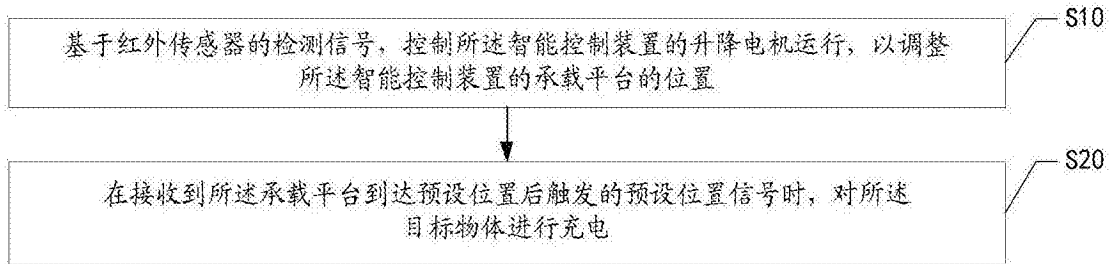 S10
基于红外传感器的检测信号，控制所述智能控制装置的升降电机运行，以调整
所述智能控制装置的承载平台的位置
S20
在接收到所述承载平台到达预设位置后触发的预设位置信号时，对所述
目标物体进行充电